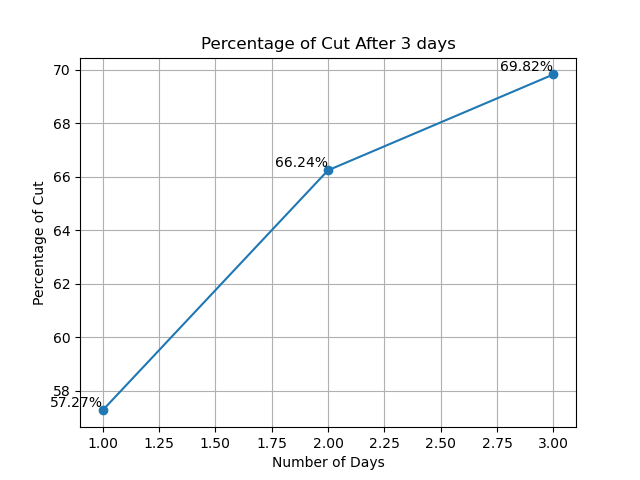 Percentage of Cut After 3 days
69.82%
66.24%
57.27%
70
68
66
64
62
60
58
Percentage of Cut
1.00 1.25 1.50 1.75 2.00 2.25 2.50 2.75 3.00
Number of Days